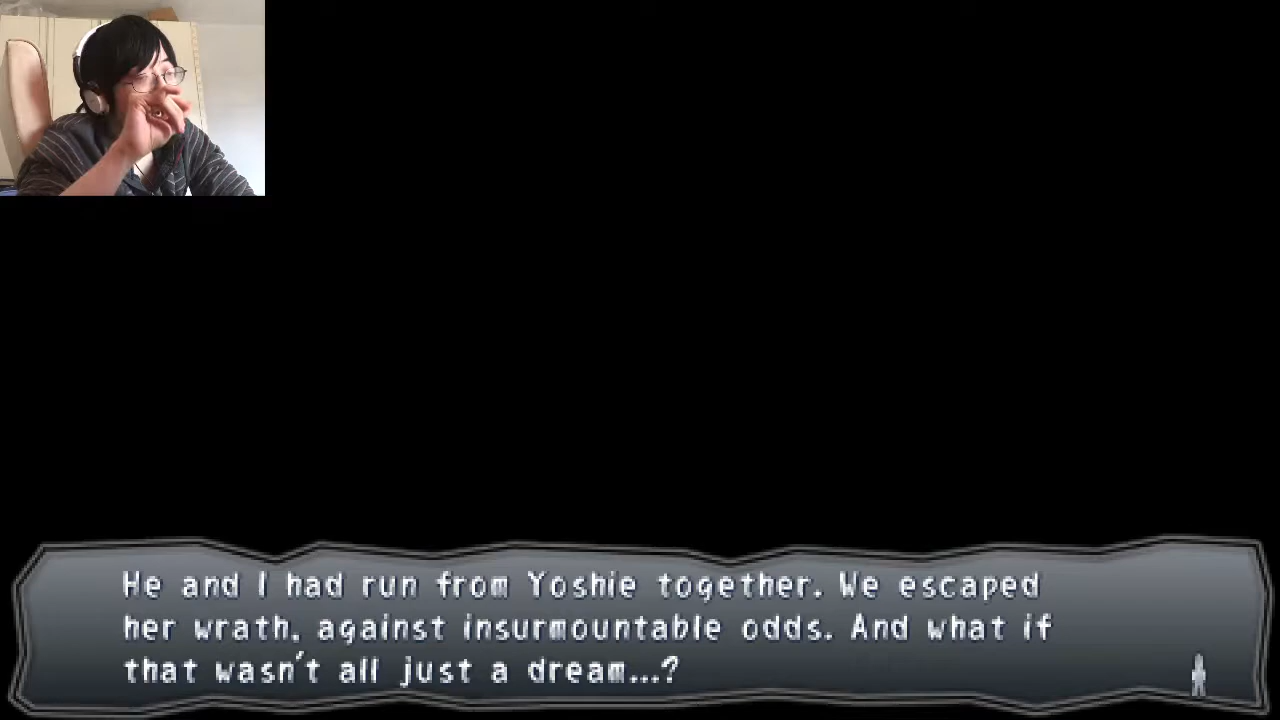 He and I had run from Yoshie together. We escaped
her wrath, against insurmountable odds. And what if
that wasn't all just a dream...?